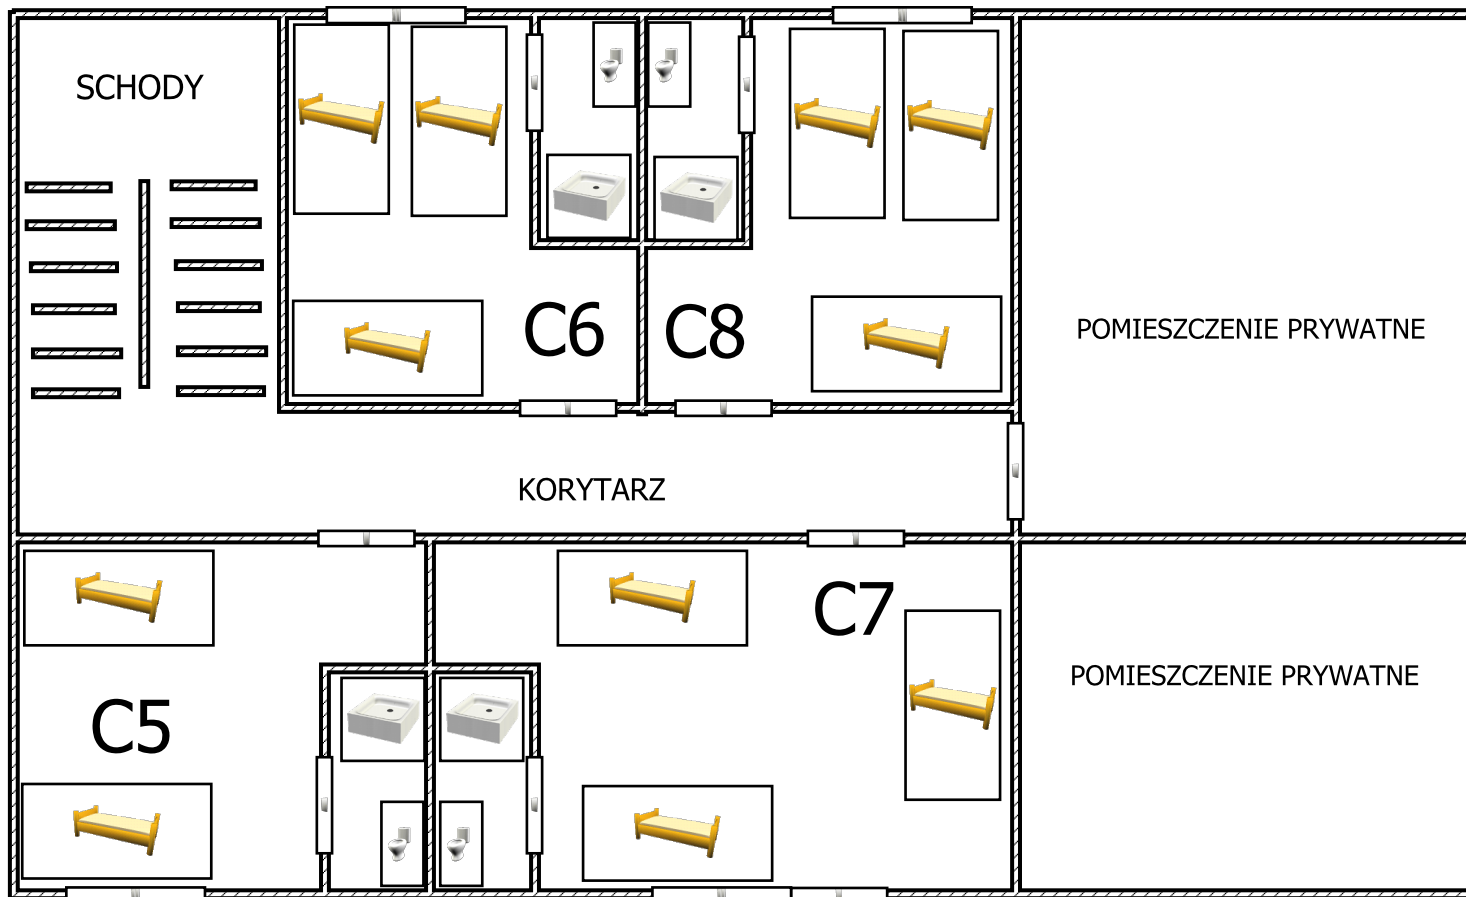 SCHODY
C6
C8
POMIESZCZENIE PRYWATNE
KORYTARZ
C7
C5
POMIESZCZENIE PRYWATNE